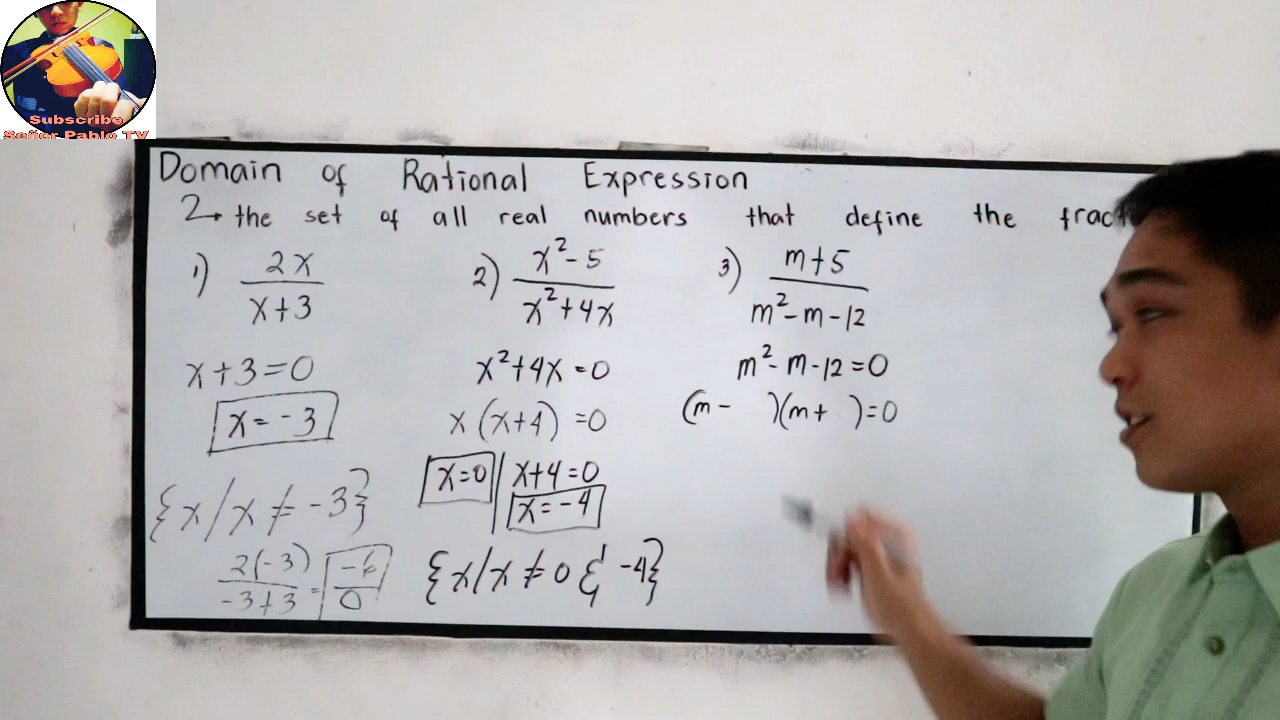 Subscribe
Señor Pablo TV
Domain of Rational Expression
↳ the set of all real numbers that define the
1) 2x / x+3
x+3=0
x=-3
{x/x≠-3}
2(-3) / -3+3 = -6 / 0
2) x²-5 / x²+4x
x²+4x=0
x(x+4)=0
x=0 | x+4=0
x=-4
{x/x≠0 & -4}
3) m+5 / m²-m-12
m²-m-12=0
(m- )(m+ )=0